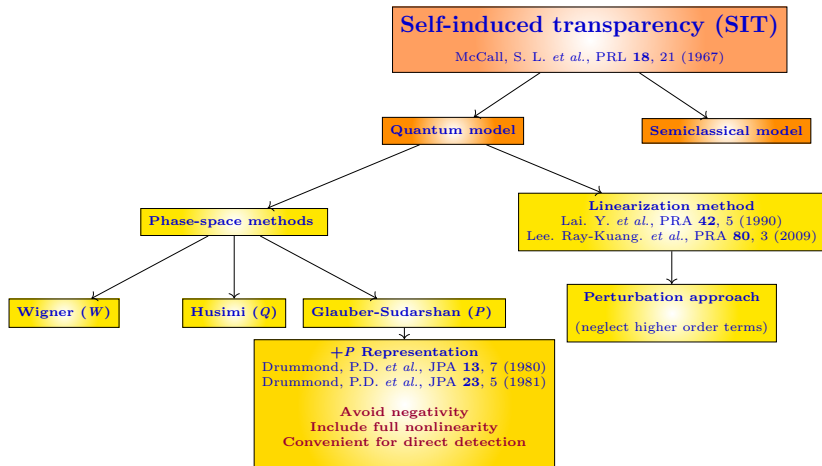 Self-induced transparency (SIT)
McCall, S. L. et al., PRL 18, 21 (1967)
Quantum model
Semiclassical model
Phase-space methods
Linearization method
Lai. Y. et al., PRA 42, 5 (1990)
Lee. Ray-Kuang. et al., PRA 80, 3 (2009)
Wigner (W)
Husimi (Q)
Glauber-Sudarshan (P)
Perturbation approach
(neglect higher order terms)
+P Representation
Drummond, P.D. et al., JPA 13, 7 (1980)
Drummond, P.D. et al., JPA 23, 5 (1981)
Avoid negativity
Include full nonlinearity
Convenient for direct detection